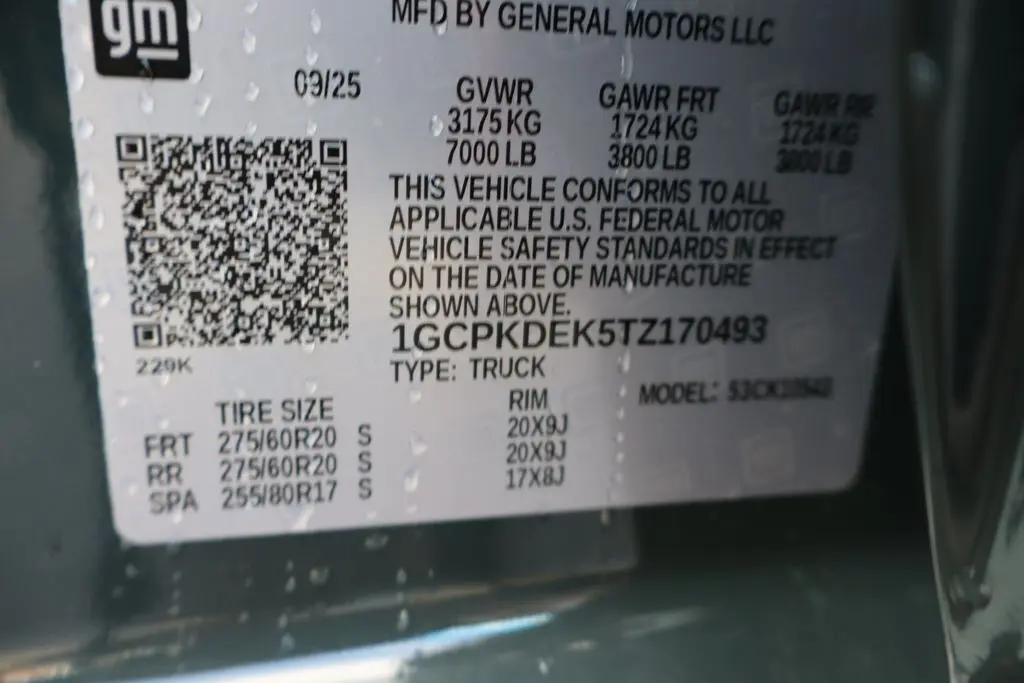 gm
MFD BY GENERAL MOTORS LLC
09/25
GVWR GAWR FRT GAWR RR
3175 KG 1724 KG 1724 KG
7000 LB 3800 LB 3800 LB
THIS VEHICLE CONFORMS TO ALL
APPLICABLE U.S. FEDERAL MOTOR
VEHICLE SAFETY STANDARDS IN EFFECT
ON THE DATE OF MANUFACTURE
SHOWN ABOVE.
1GCPKDEK5TZ170493
229K
TYPE: TRUCK
MODEL:
TIRE SIZE RIM
FRT 275/60R20 S 20X9J
RR 275/60R20 S 20X9J
SPA 255/80R17 S 17X8J